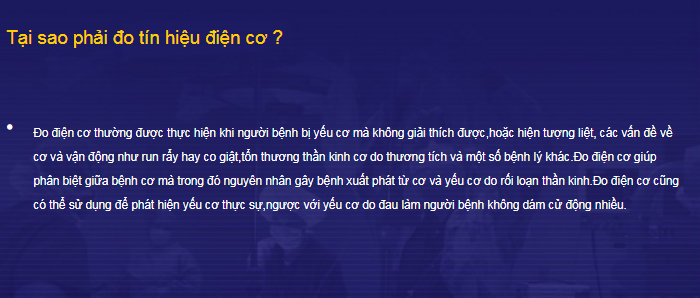 Tại sao phải đo tín hiệu điện cơ ?
• Đo điện cơ thường được thực hiện khi người bệnh bị yếu cơ mà không giải thích được,hoặc hiện tượng liệt, các vấn đề về
cơ và vận động như run rẩy hay co giật,tổn thương thần kinh cơ do thương tích và một số bệnh lý khác.Đo điện cơ giúp
phân biệt giữa bệnh cơ mà trong đó nguyên nhân gây bệnh xuất phát từ cơ và yếu cơ do rối loạn thần kinh.Đo điện cơ cũng
có thể sử dụng để phát hiện yếu cơ thực sự,ngược với yếu cơ do đau làm người bệnh không dám cử động nhiều.